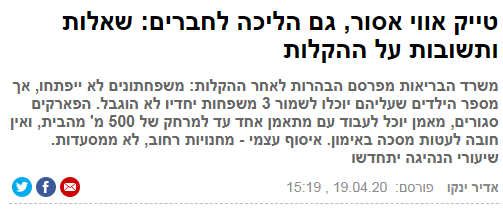 טייק אווי אסור, גם הליכה לחברים: שאלות
ותשובות על ההקלות
משרד הבריאות מפרסם הבהרות לאחר ההקלות: משפחתונים לא ייפתחו, אך
מספר הילדים שעליהם יוכלו לשמור 3 משפחות יחדיו לא הוגבל. הפארקים
סגורים, מאמן יוכל לעבוד עם מתאמן אחד עד למרחק של 500 מ' מהבית, ואין
חובה לעטות מסכה באימון. איסוף עצמי - מחנויות רחוב, לא ממסעדות.
שיעורי הנהיגה יתחדשו
אדיר ינקו פורסם: 19.04.20 , 15:19